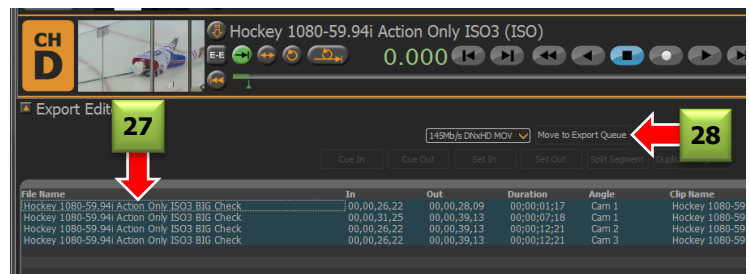 CH
D
Hockey 1080-59.94i Action Only ISO3 (ISO)
E-E
0.000
Export Edit
27
28
145Mb/s DNxHD MOV
Move to Export Queue
Cue In
Cue Out
Set In
Set Out
Split Segment
File Name In Out Duration Angle Clip Name
Hockey 1080-59.94i Action Only ISO3 BIG Check 00,00,26,22 00,00,28,09 00;00;01;17 Cam 1 Hockey 1080-59
Hockey 1080-59.94i Action Only ISO3 BIG Check 00,00,31,25 00,00,39,13 00;00;07;18 Cam 1 Hockey 1080-59
Hockey 1080-59.94i Action Only ISO3 BIG Check 00,00,26,22 00,00,39,13 00;00;12;21 Cam 2 Hockey 1080-59
Hockey 1080-59.94i Action Only ISO3 BIG Check 00,00,26,22 00,00,39,13 00;00;12;21 Cam 3 Hockey 1080-59